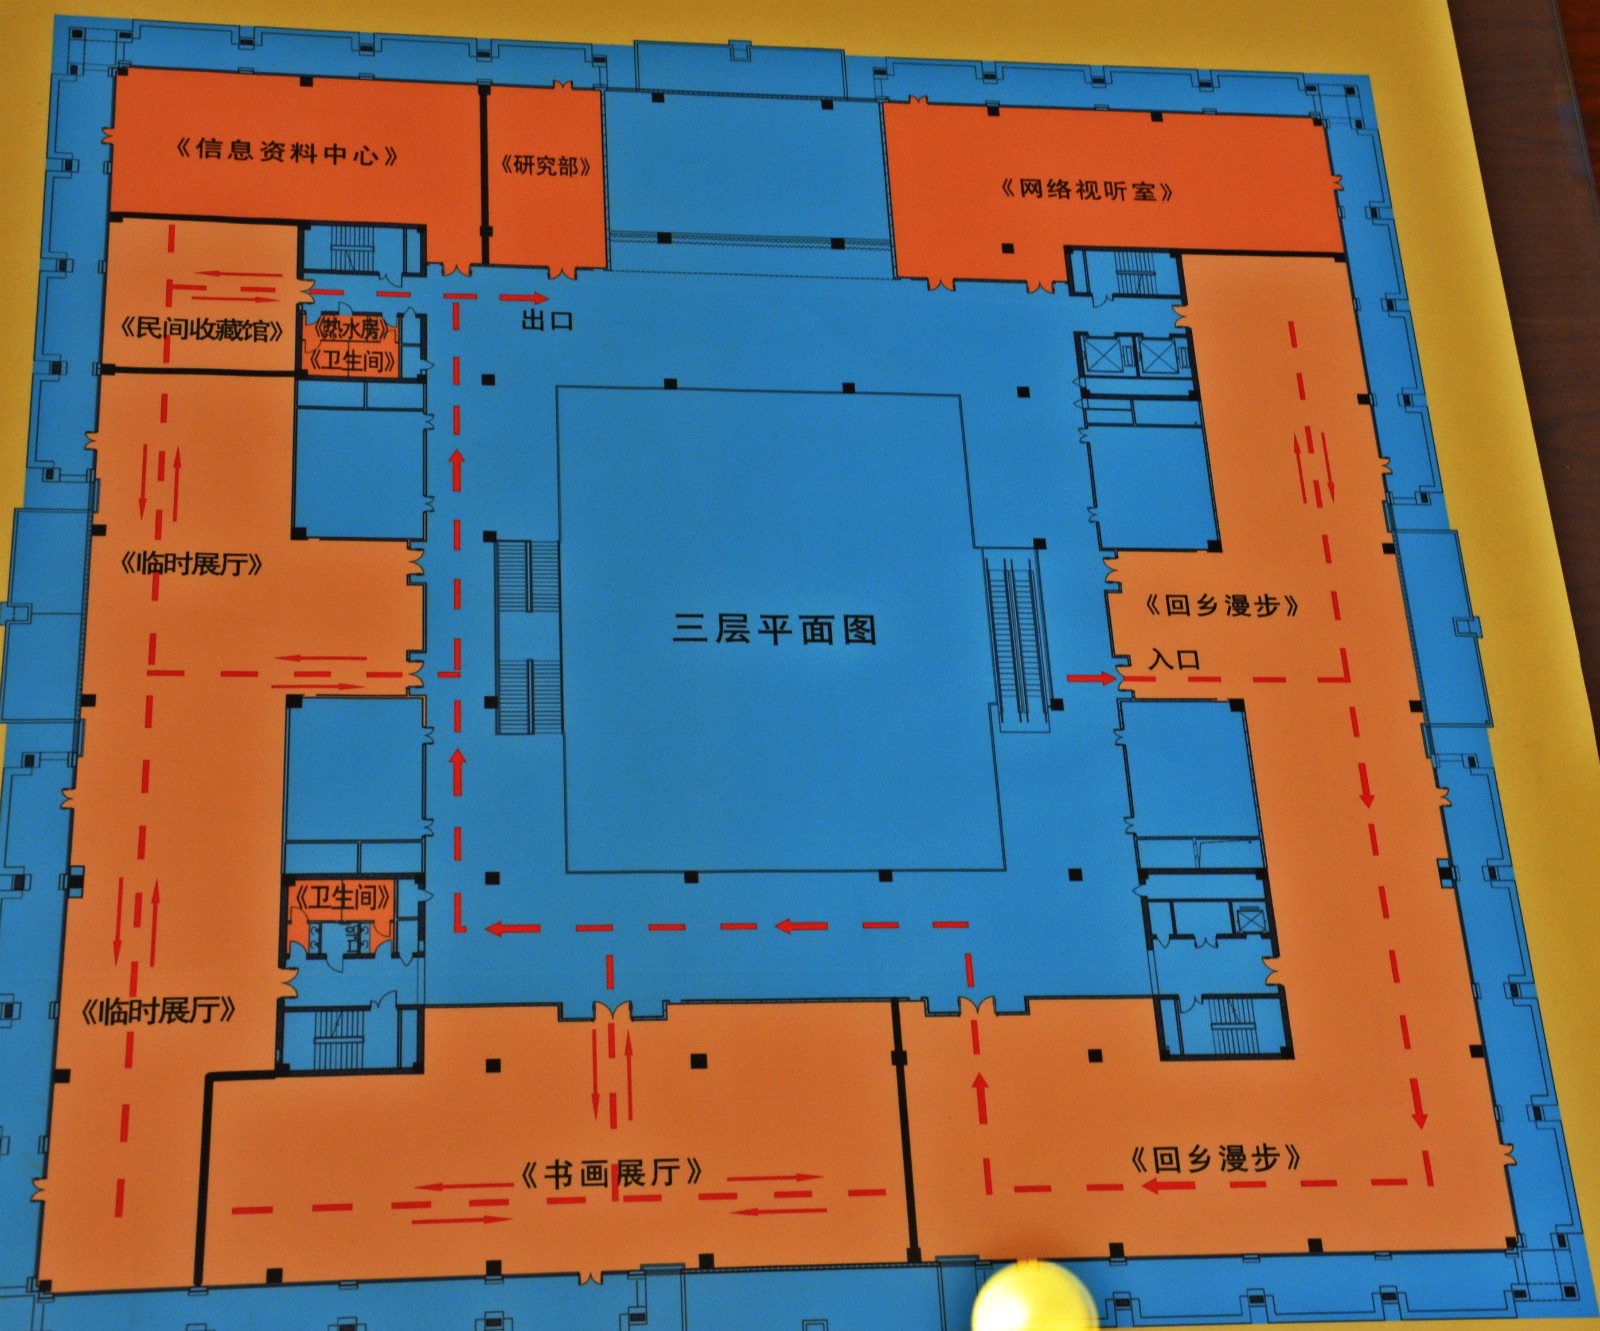 《信息资料中心》
《研究部》
《网络视听室》
《民间收藏馆》
《热水房》
《卫生间》
出口
《临时展厅》
三层平面图
《回乡漫步》
入口
《卫生间》
《临时展厅》
《书画展厅》
《回乡漫步》